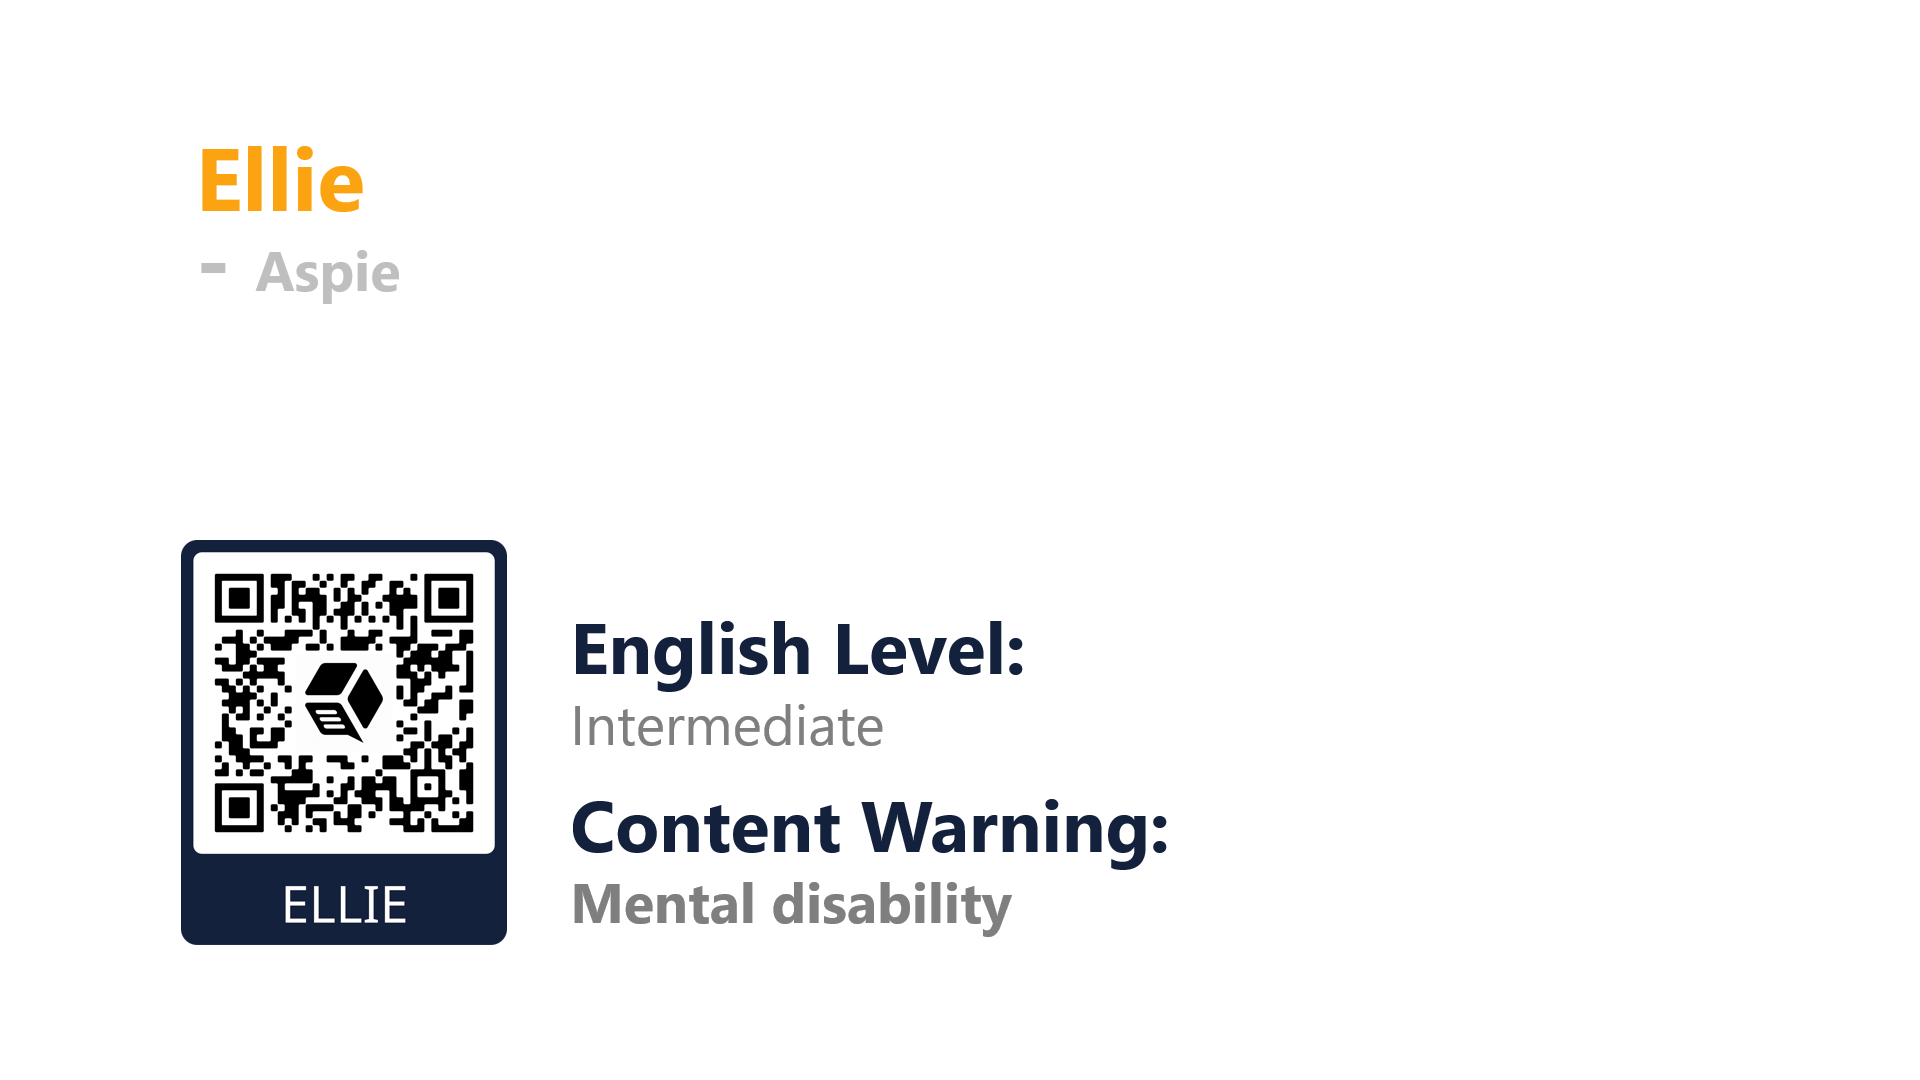 Ellie
- Aspie
ELLIE
English Level:
Intermediate
Content Warning:
Mental disability